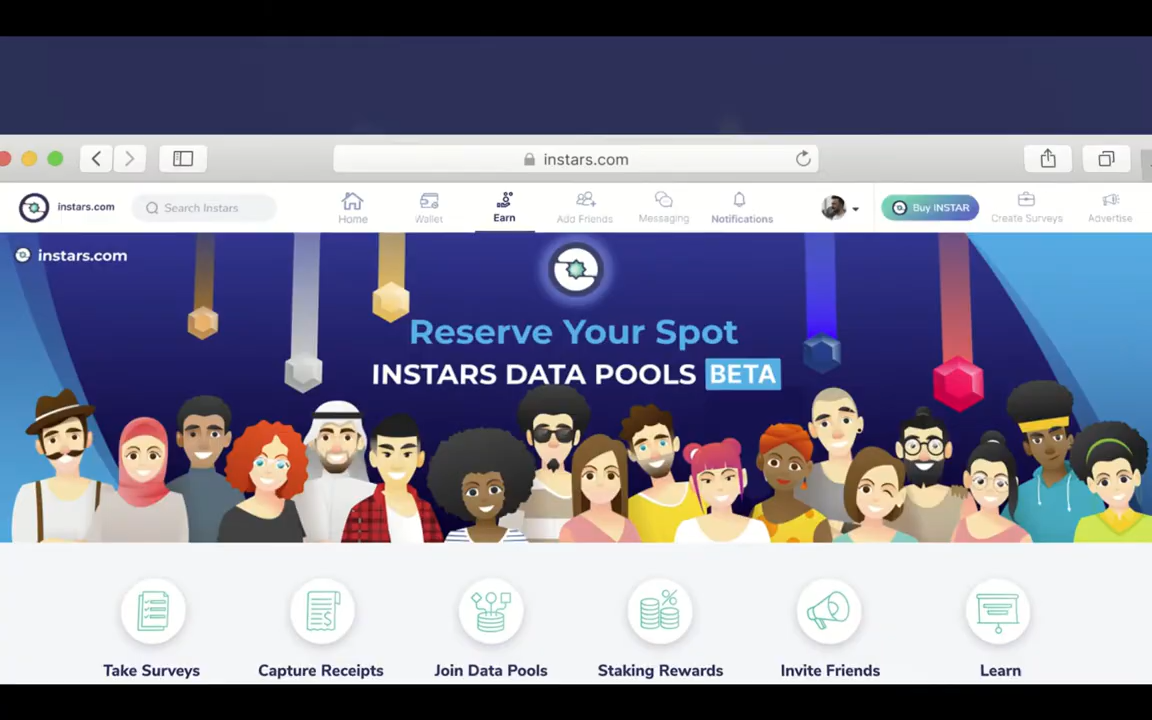 instars.com
instars.com
Search Instars
Home
Wallet
Earn
Add Friends
Messaging
Notifications
Buy INSTAR
Create Surveys
Advertise
instars.com
Reserve Your Spot
INSTARS DATA POOLS BETA
Take Surveys
Capture Receipts
Join Data Pools
Staking Rewards
Invite Friends
Learn